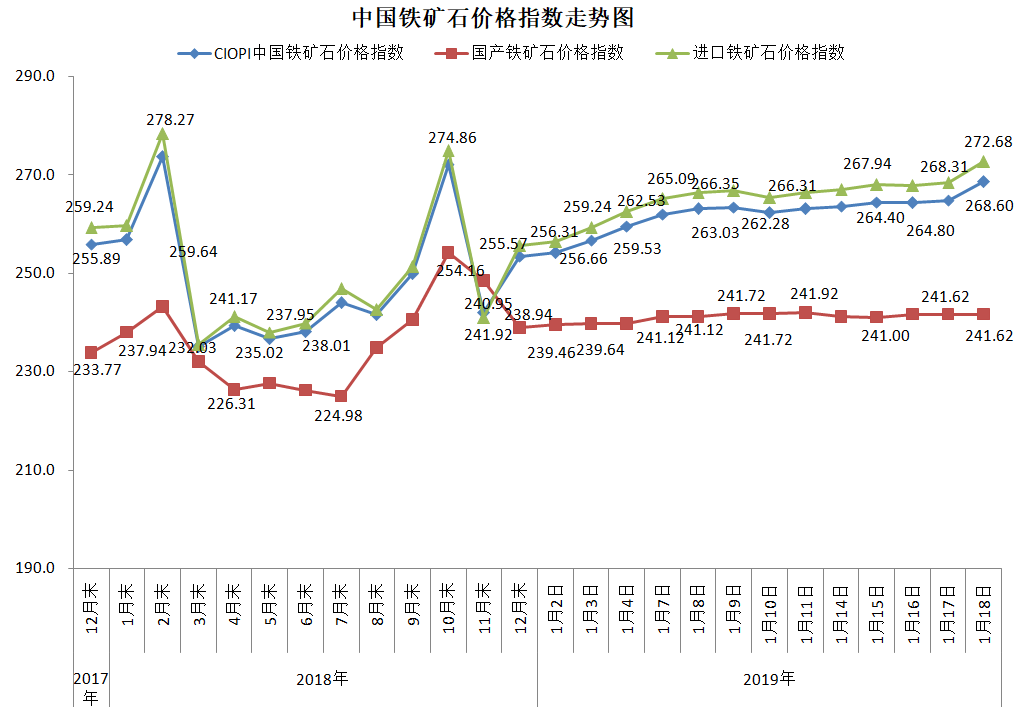 中国铁矿石价格指数走势图
CIOPI中国铁矿石价格指数 国产铁矿石价格指数 进口铁矿石价格指数
290.0
270.0
250.0
230.0
210.0
190.0
259.24
255.89
233.77
237.94
278.27
259.64
232.03
241.17
226.31
235.02
237.95
238.01
224.98
274.86
254.16
240.95
241.92
255.57
238.94
256.31
239.46
259.24
256.66
239.64
262.53
259.53
265.09
241.12
266.35
263.03
241.12
241.72
266.31
262.28
241.72
241.92
267.94
264.40
241.00
264.80
268.31
241.62
272.68
268.60
241.62
12月末
1月末
2月末
3月末
4月末
5月末
6月末
7月末
8月末
9月末
10月末
11月末
12月末
1月2日
1月3日
1月4日
1月7日
1月8日
1月9日
1月10日
1月11日
1月14日
1月15日
1月16日
1月17日
1月18日
2017
年
2018年
2019年